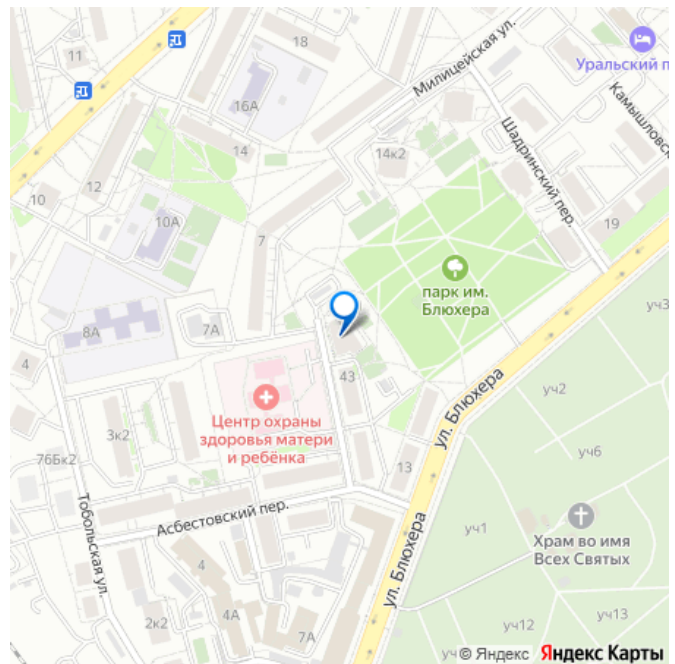 18
11
Милицейская ул.
Уральский п
16А
Камышловск
Шадринский пер.
14
14к2
12
10
10А
19
7
парк им.
Блюхера
уч3
8А
7А
4
43
уч2
Центр охраны
здоровья матери
и ребёнка
ул. Блюхера
3к2
76Бк2
13
уч6
Тобольская ул.
Асбестовский пер.
уч1
Храм во имя
Всех Святых
4
ул. Блюхера
4А
2к2
7А
уч12
уч13
уч
© Яндекс Яндекс Карты